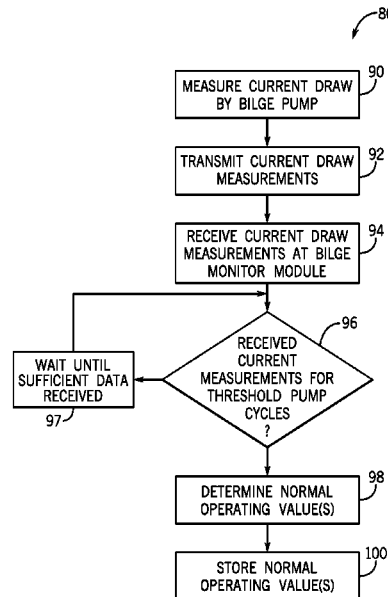 90
MEASURE CURRENT DRAW
BY BILGE PUMP
92
TRANSMIT CURRENT DRAW
MEASUREMENTS
94
RECEIVE CURRENT DRAW
MEASUREMENTS AT BILGE
MONITOR MODULE
96
RECEIVED
CURRENT
MEASUREMENTS FOR
THRESHOLD PUMP
CYCLES
?
WAIT UNTIL
SUFFICIENT DATA
RECEIVED
97
98
DETERMINE NORMAL
OPERATING VALUE(S)
100
STORE NORMAL
OPERATING VALUE(S)